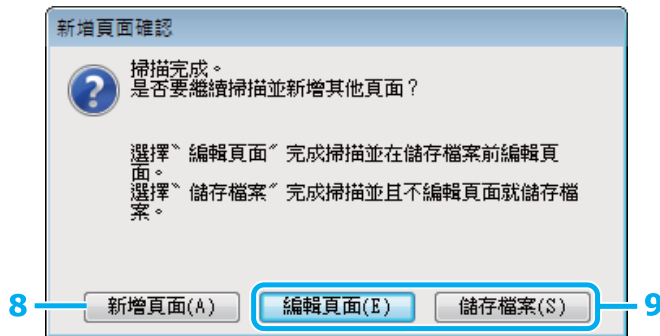 新增頁面確認
掃描完成。
是否要繼續掃描並新增其他頁面？
選擇〝編輯頁面〞完成掃描並在儲存檔案前編輯頁
面。
選擇〝儲存檔案〞完成掃描並且不編輯頁面就儲存檔
案。
8 新增頁面(A) 編輯頁面(E) 儲存檔案(S) 9